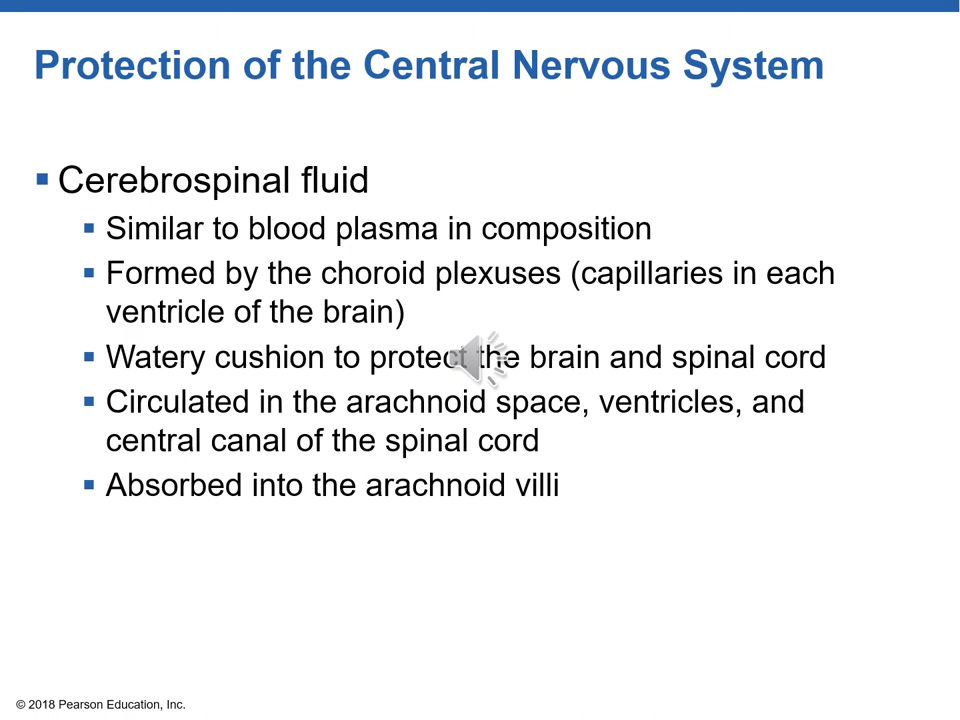 Protection of the Central Nervous System
Cerebrospinal fluid
Similar to blood plasma in composition
Formed by the choroid plexuses (capillaries in each
ventricle of the brain)
Watery cushion to protect the brain and spinal cord
Circulated in the arachnoid space, ventricles, and
central canal of the spinal cord
Absorbed into the arachnoid villi
© 2018 Pearson Education, Inc.